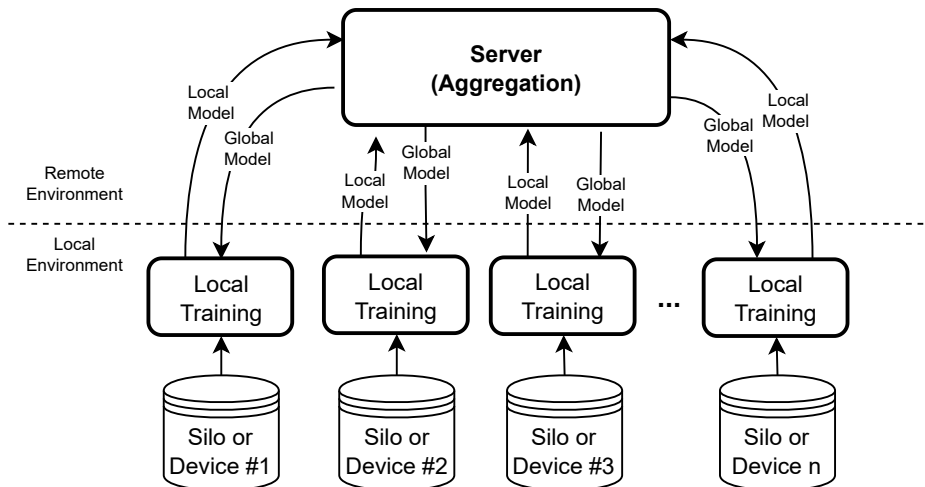 Server
(Aggregation)
Local
Model
Global
Model
Local
Model
Global
Model
Local
Model
Global
Model
Global
Model
Local
Model
Remote
Environment
Local
Environment
Local
Training
Local
Training
Local
Training
...
Local
Training
Silo or
Device #1
Silo or
Device #2
Silo or
Device #3
Silo or
Device n